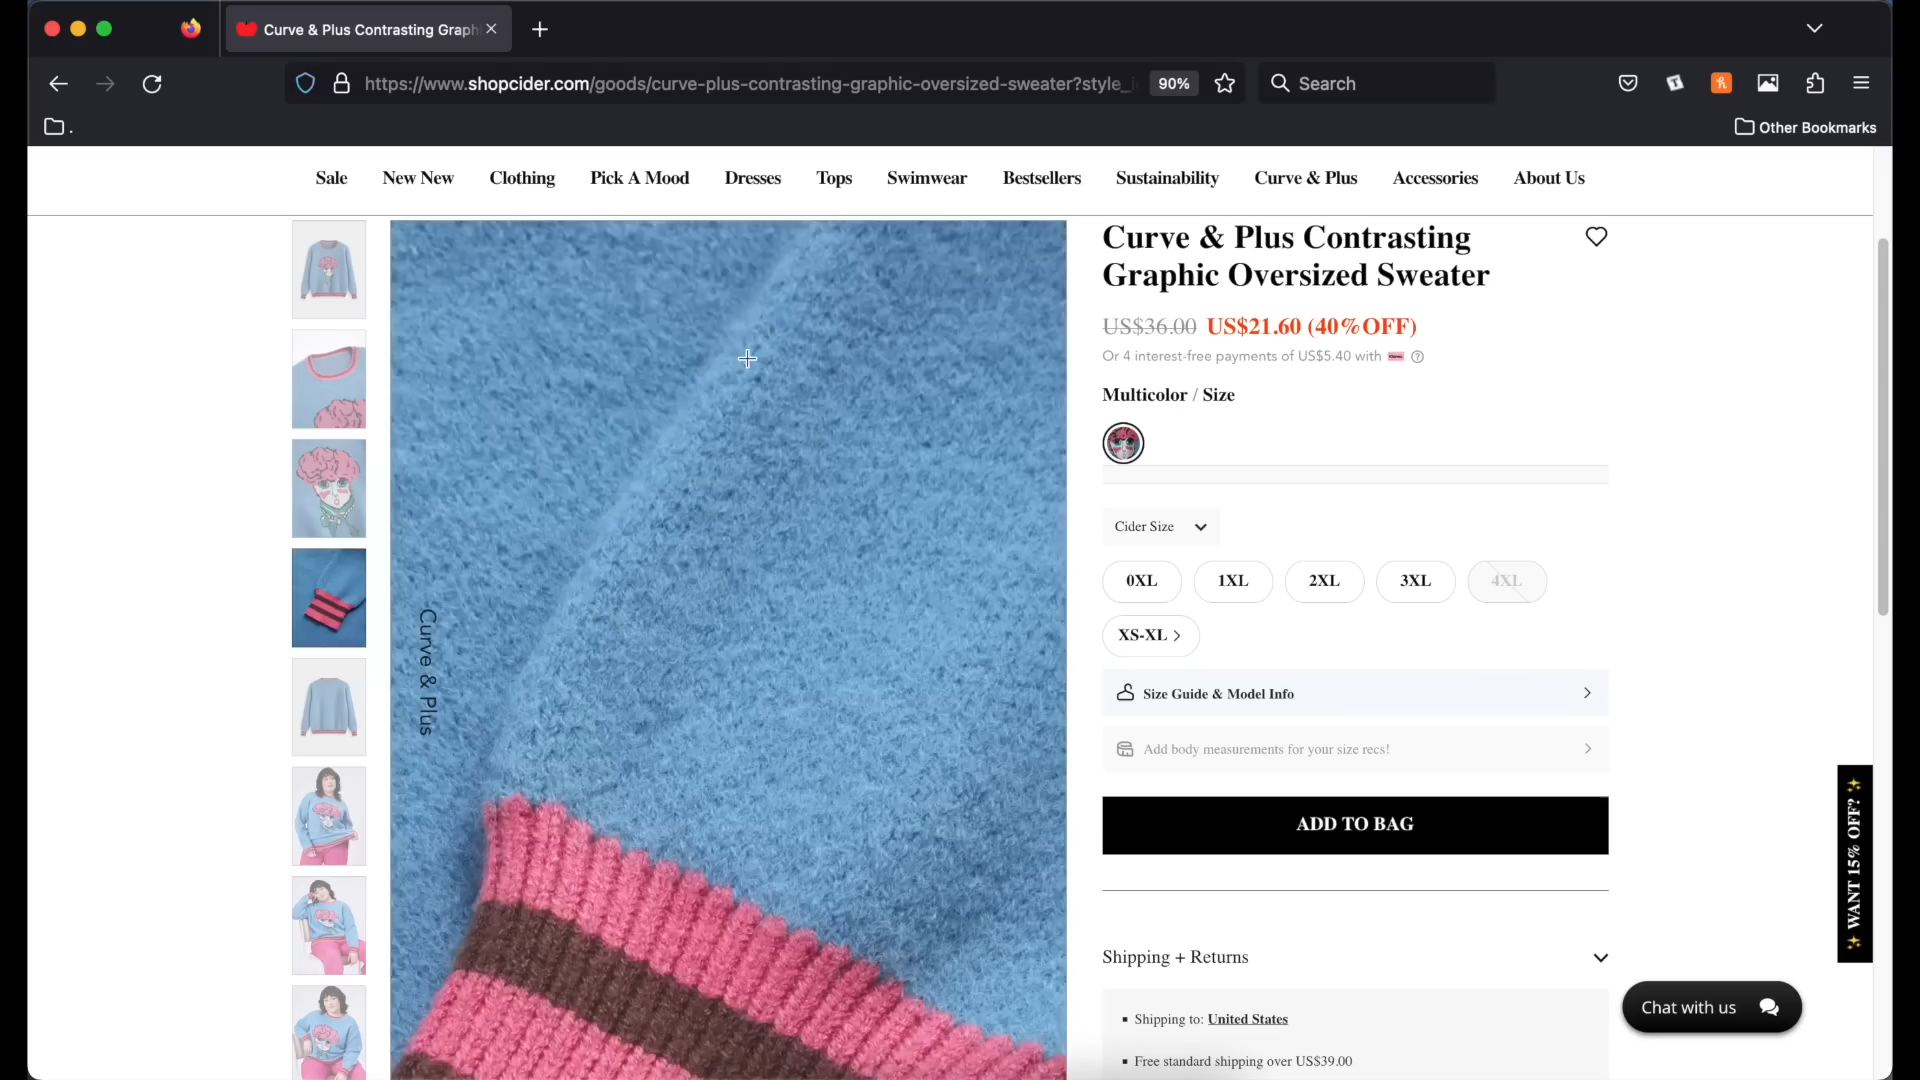 Curve & Plus Contrasting Graph
https://www.shopcider.com/goods/curve-plus-contrasting-graphic-oversized-sweater?style_i
90%
Search
.
Other Bookmarks
Sale New New Clothing Pick A Mood Dresses Tops Swimwear Bestsellers Sustainability Curve & Plus Accessories About Us
Curve & Plus
Curve & Plus Contrasting
Graphic Oversized Sweater
US$36.00 US$21.60 (40%OFF)
Or 4 interest-free payments of US$5.40 with
Multicolor / Size
Cider Size
0XL 1XL 2XL 3XL 4XL
XS-XL
Size Guide & Model Info
Add body measurements for your size recs!
ADD TO BAG
Shipping + Returns
Shipping to: United States
Free standard shipping over US$39.00
WANT 15% OFF?
Chat with us